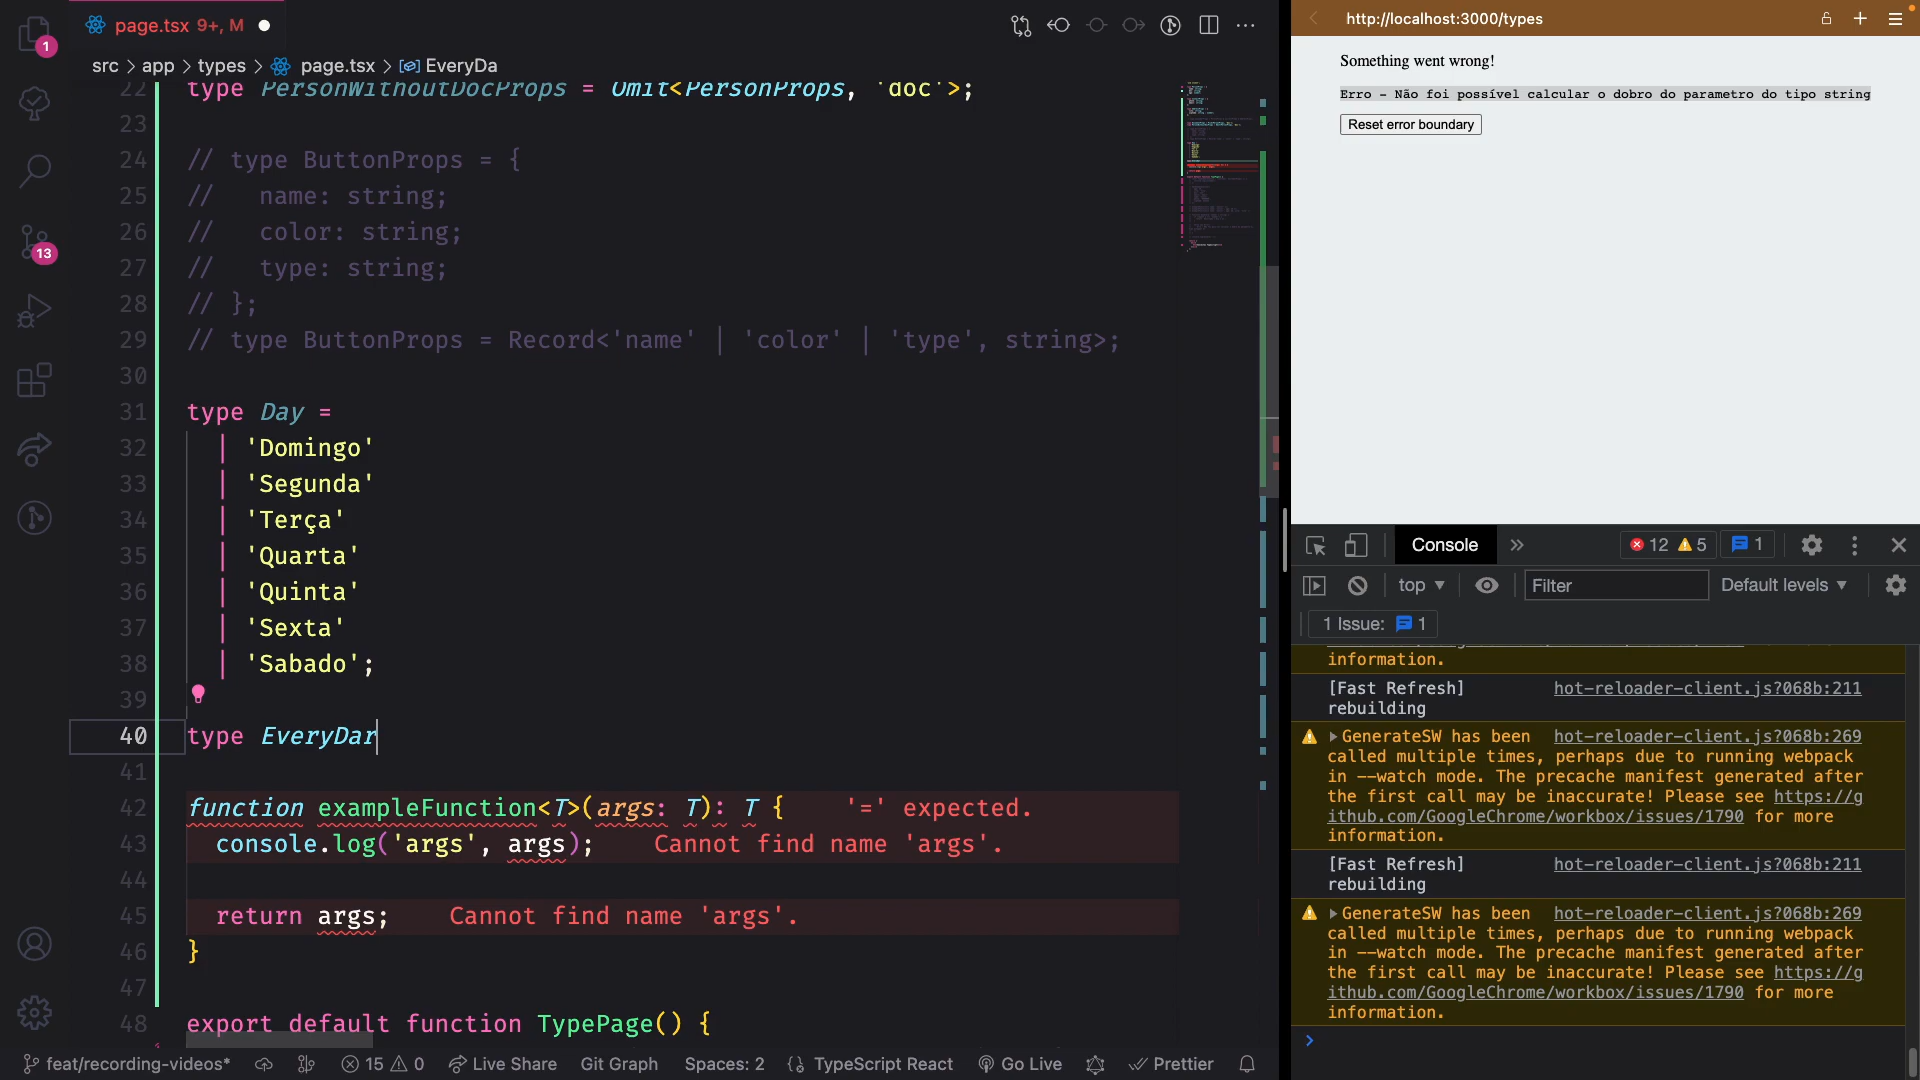 page.tsx 9+, M
src > app > types > page.tsx > EveryDa
22 type PersonWithoutDocProps = Omit<PersonProps, 'doc'>;
23
24 // type ButtonProps = {
25 //   name: string;
26 //   color: string;
27 //   type: string;
28 // };
29 // type ButtonProps = Record<'name' | 'color' | 'type', string>;
30
31 type Day =
32   | 'Domingo'
33   | 'Segunda'
34   | 'Terça'
35   | 'Quarta'
36   | 'Quinta'
37   | 'Sexta'
38   | 'Sabado';
39
40 type EveryDar
41
42 function exampleFunction<T>(args: T): T {    '=' expected.
43   console.log('args', args);    Cannot find name 'args'.
44
45   return args;    Cannot find name 'args'.
46 }
47
48 export default function TypePage() {
1
13
feat/recording-videos* 15 0 Live Share Git Graph Spaces: 2 {} TypeScript React Go Live Prettier
http://localhost:3000/types
Something went wrong!
Erro - Não foi possível calcular o dobro do parametro do tipo string
Reset error boundary
Console » 12 5 1
top Filter Default levels
1 Issue: 1
information.
[Fast Refresh] hot-reloader-client.js?068b:211
rebuilding
GenerateSW has been hot-reloader-client.js?068b:269
called multiple times, perhaps due to running webpack
in --watch mode. The precache manifest generated after
the first call may be inaccurate! Please see https://g
ithub.com/GoogleChrome/workbox/issues/1790 for more
information.
[Fast Refresh] hot-reloader-client.js?068b:211
rebuilding
GenerateSW has been hot-reloader-client.js?068b:269
called multiple times, perhaps due to running webpack
in --watch mode. The precache manifest generated after
the first call may be inaccurate! Please see https://g
ithub.com/GoogleChrome/workbox/issues/1790 for more
information.